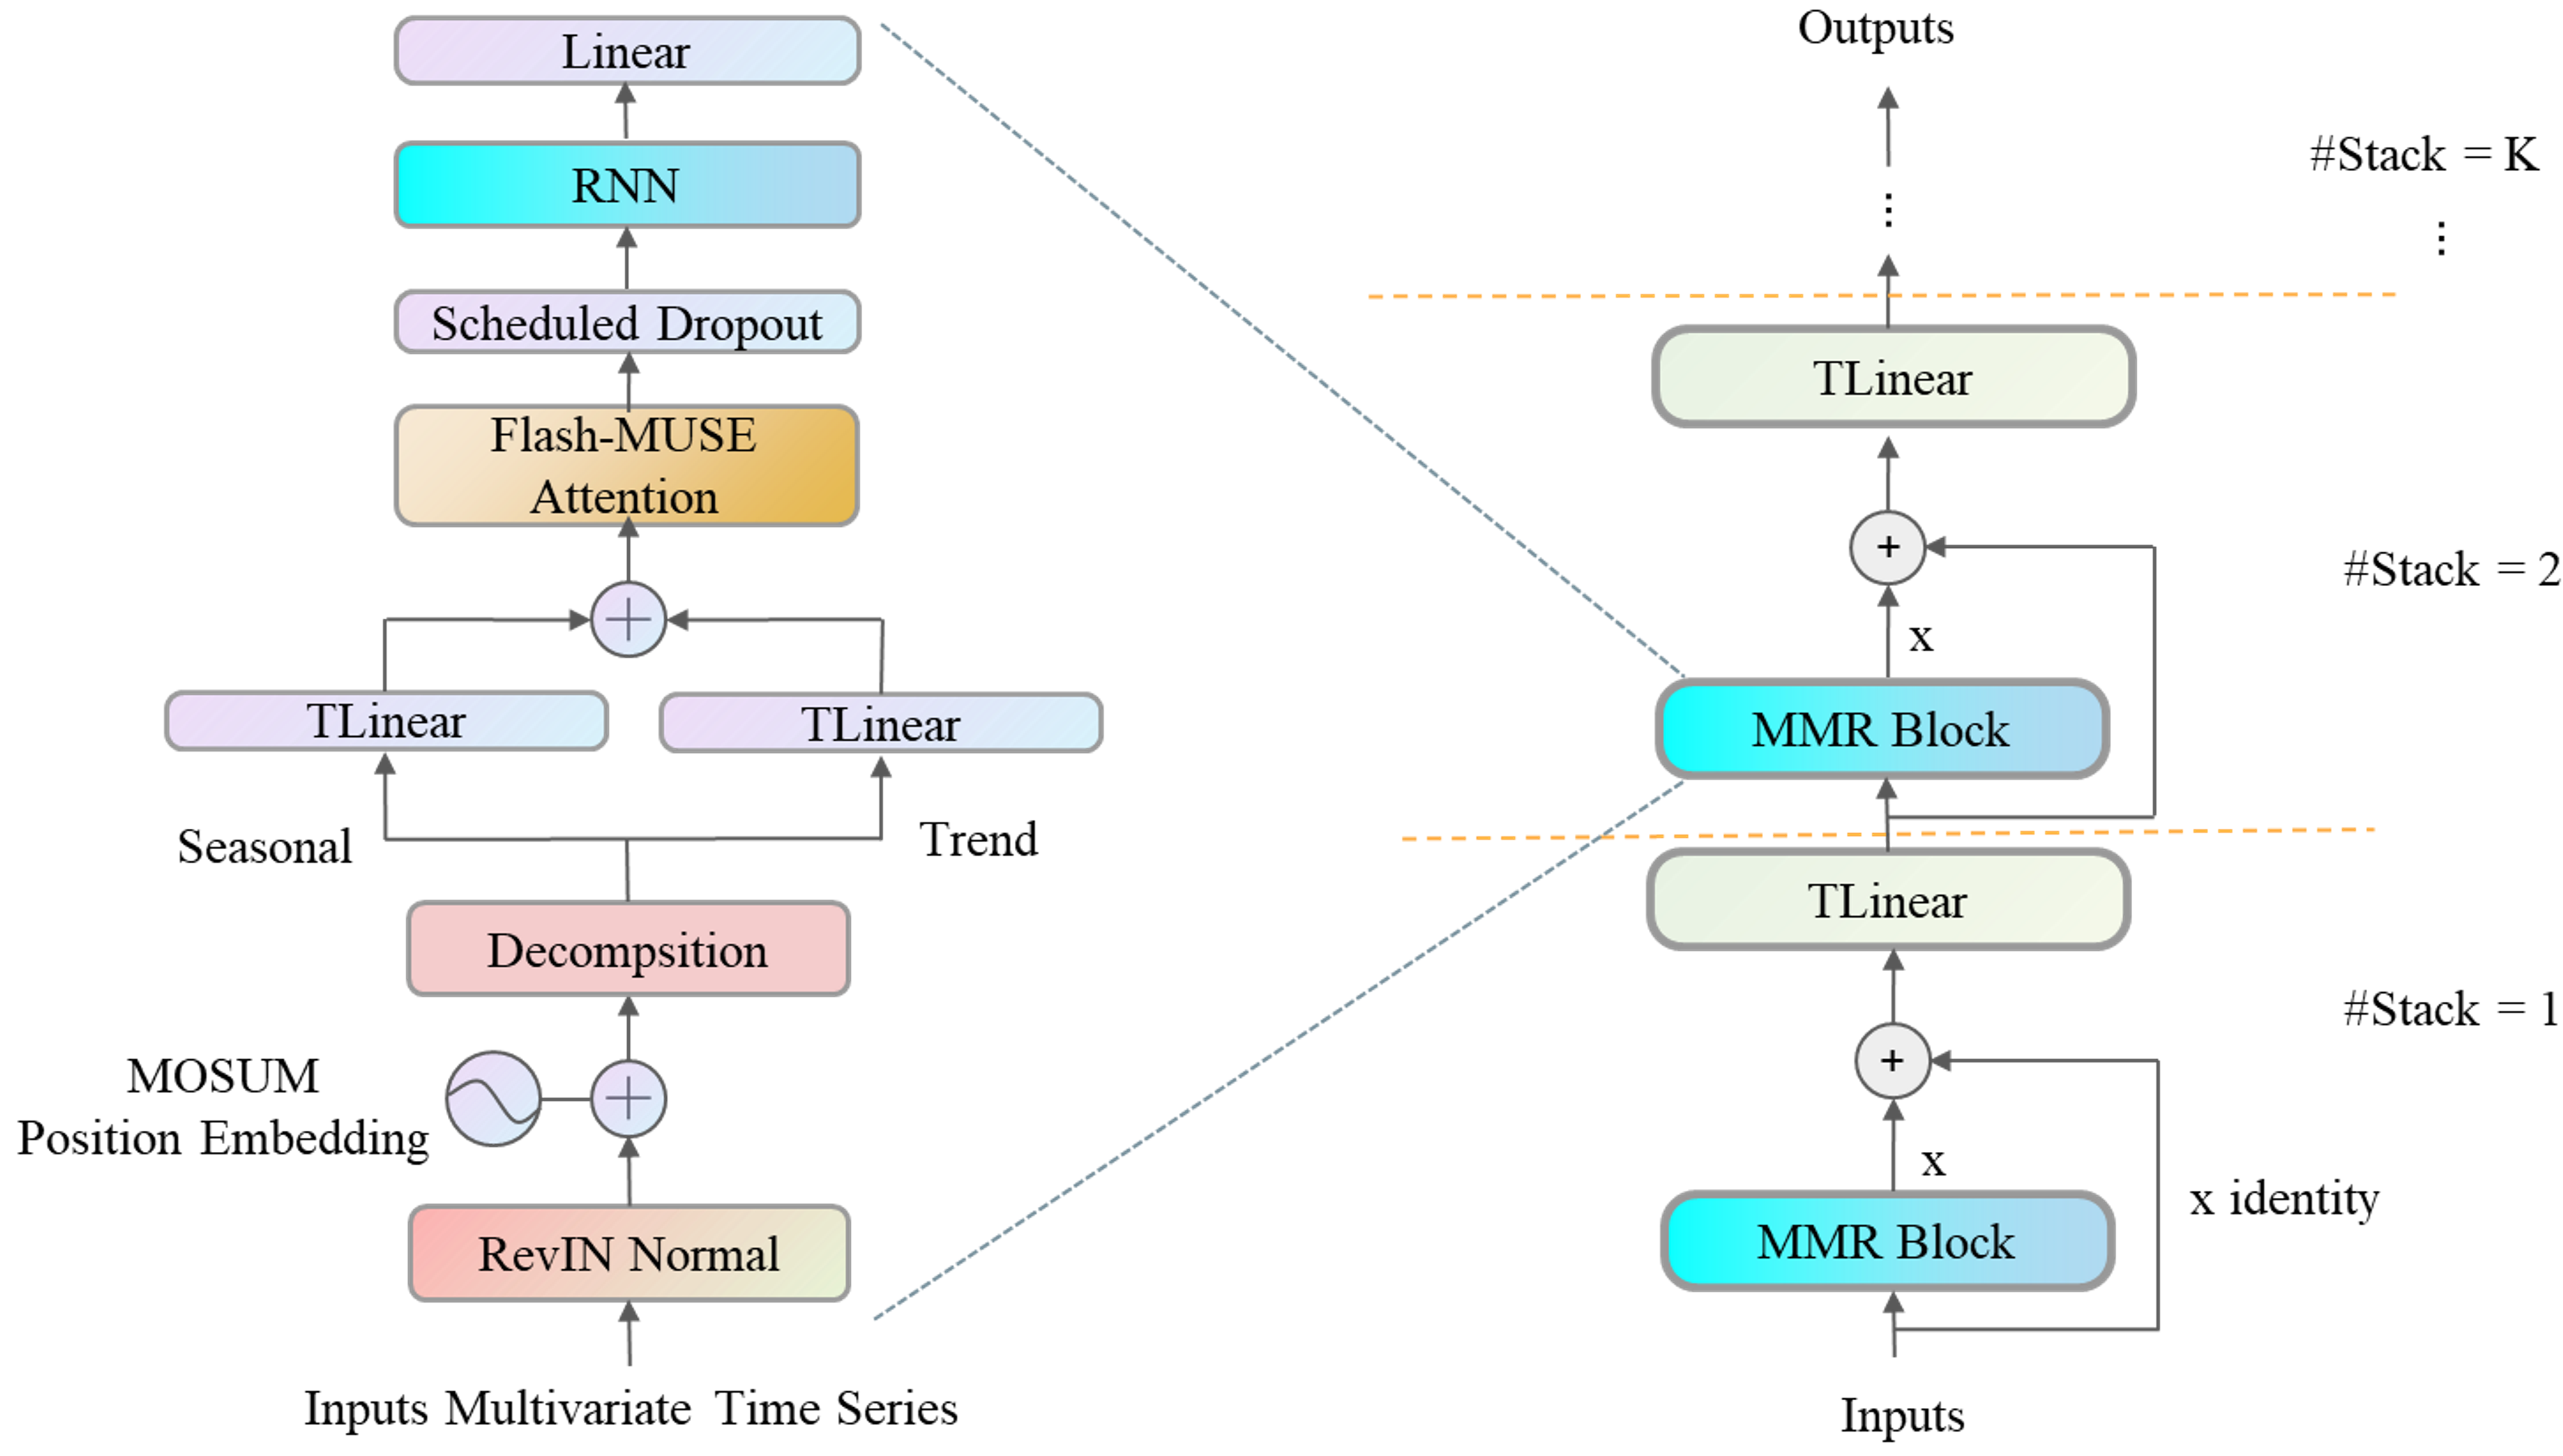 Linear
RNN
Scheduled Dropout
Flash-MUSE
Attention
TLinear
TLinear
Seasonal
Trend
Decompsition
MOSUM
Position Embedding
RevIN Normal
Inputs Multivariate Time Series
Outputs
#Stack = K
⋮
⋮
TLinear
+
#Stack = 2
x
MMR Block
TLinear
#Stack = 1
+
x
x identity
MMR Block
Inputs